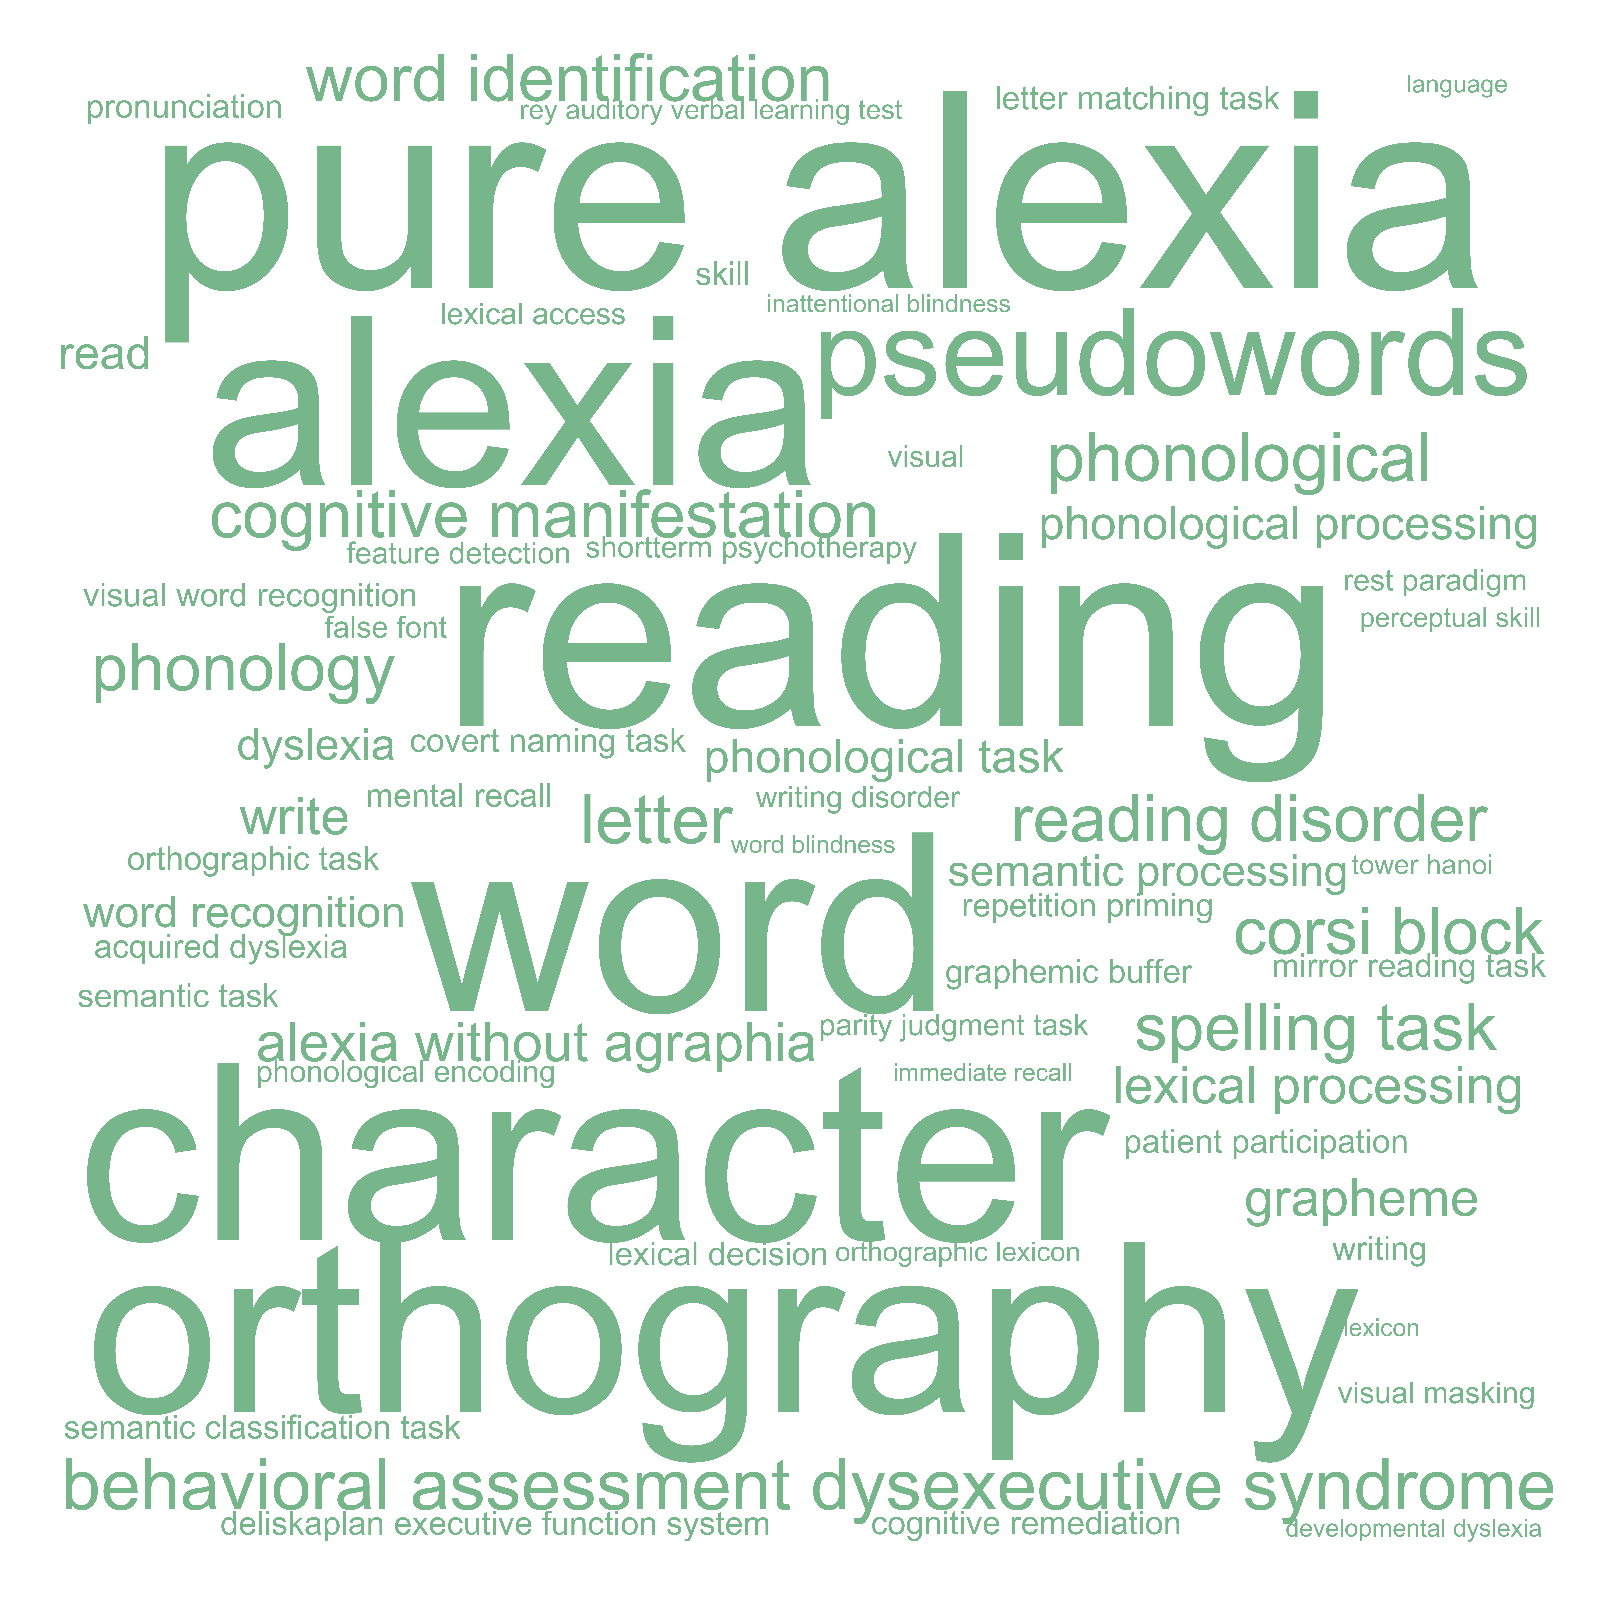 word identification
pronunciation
rey auditory verbal learning test
letter matching task
language
pure alexia
skill
lexical access
inattentional blindness
read
alexia
pseudowords
visual
phonological
cognitive manifestation
phonological processing
feature detection
shortterm psychotherapy
reading
visual word recognition
rest paradigm
false font
perceptual skill
phonology
dyslexia
covert naming task
phonological task
mental recall
writing disorder
write
letter
reading disorder
word blindness
orthographic task
semantic processing
tower hanoi
word
word recognition
repetition priming
corsi block
acquired dyslexia
graphemic buffer
mirror reading task
semantic task
alexia without agraphia
parity judgment task
spelling task
phonological encoding
immediate recall
lexical processing
character
patient participation
grapheme
lexical decision
orthographic lexicon
writing
orthography
lexicon
visual masking
semantic classification task
behavioral assessment dysexecutive syndrome
deliskaplan executive function system
cognitive remediation
developmental dyslexia